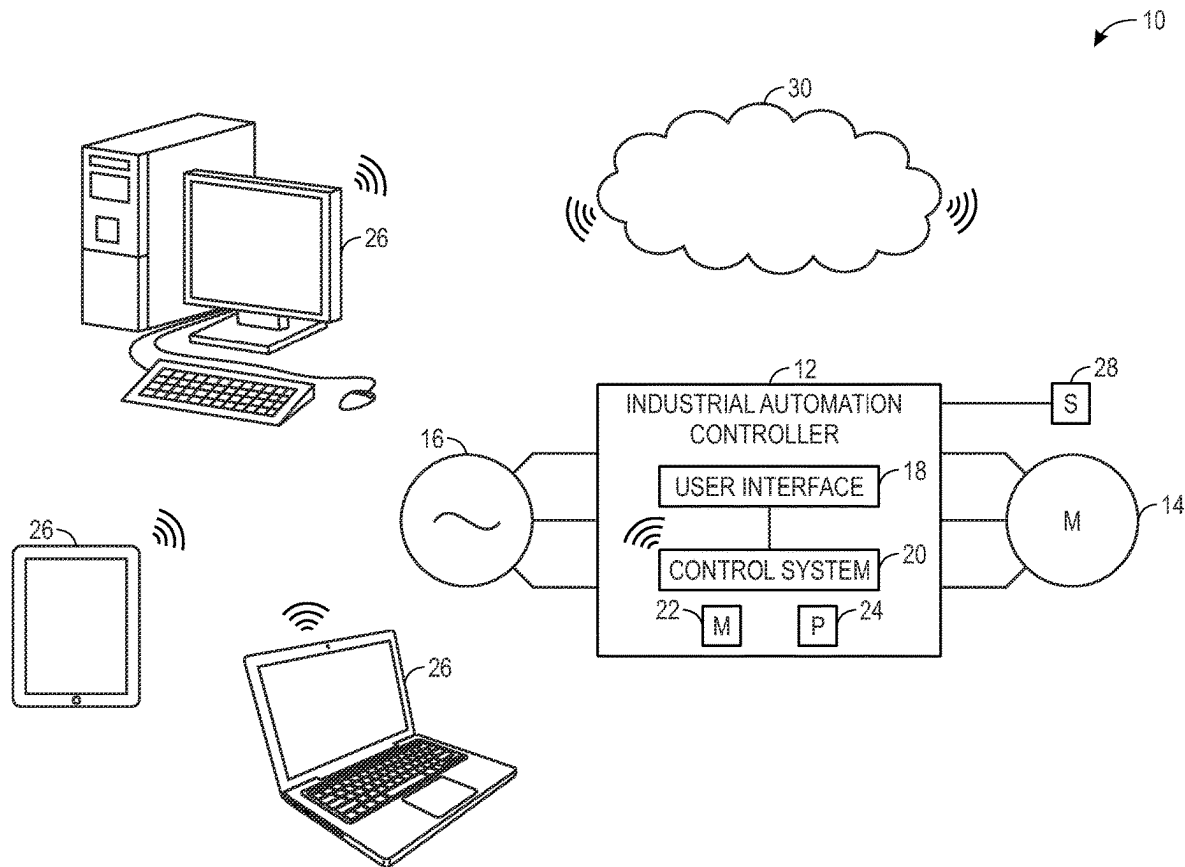 10
30
26
12
28
INDUSTRIAL AUTOMATION
CONTROLLER
S
16
USER INTERFACE
18
M
14
26
CONTROL SYSTEM
20
22
M
P
24
26